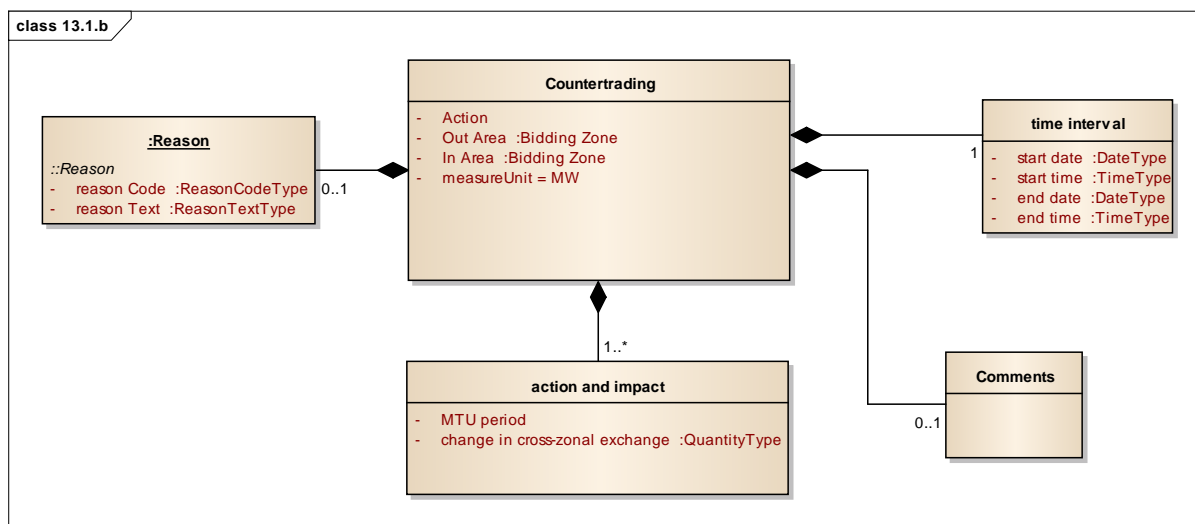 class 13.1.b
Countertrading
- Action
- Out Area :Bidding Zone
- In Area :Bidding Zone
- measureUnit = MW
:Reason
::Reason
- reason Code :ReasonCodeType
- reason Text :ReasonTextType
0..1
time interval
- start date :DateType
- start time :TimeType
- end date :DateType
- end time :TimeType
1
1..*
action and impact
- MTU period
- change in cross-zonal exchange :QuantityType
Comments
0..1